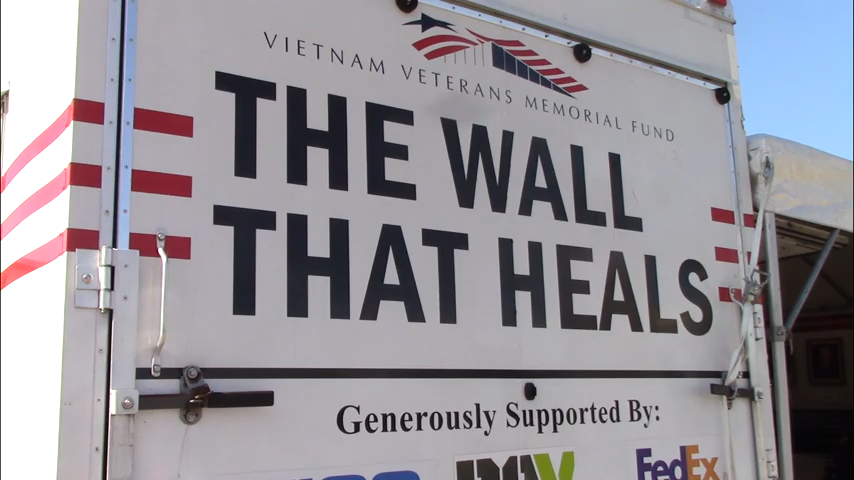 VIETNAM VETERANS MEMORIAL FUND
THE WALL
THAT HEALS
Generously Supported By:
FedEx